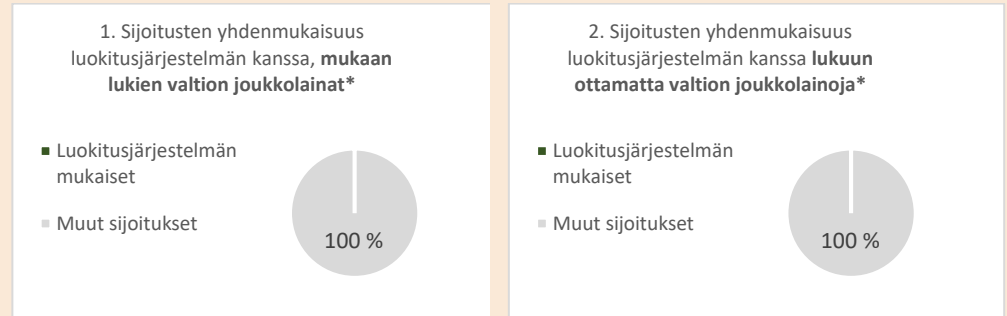 1. Sijoitusten yhdenmukaisuus
luokitusjärjestelmän kanssa, mukaan
lukien valtion joukkolainat*
Luokitusjärjestelmän
mukaiset
Muut sijoitukset
100 %
2. Sijoitusten yhdenmukaisuus
luokitusjärjestelmän kanssa lukuun
ottamatta valtion joukkolainoja*
Luokitusjärjestelmän
mukaiset
Muut sijoitukset
100 %